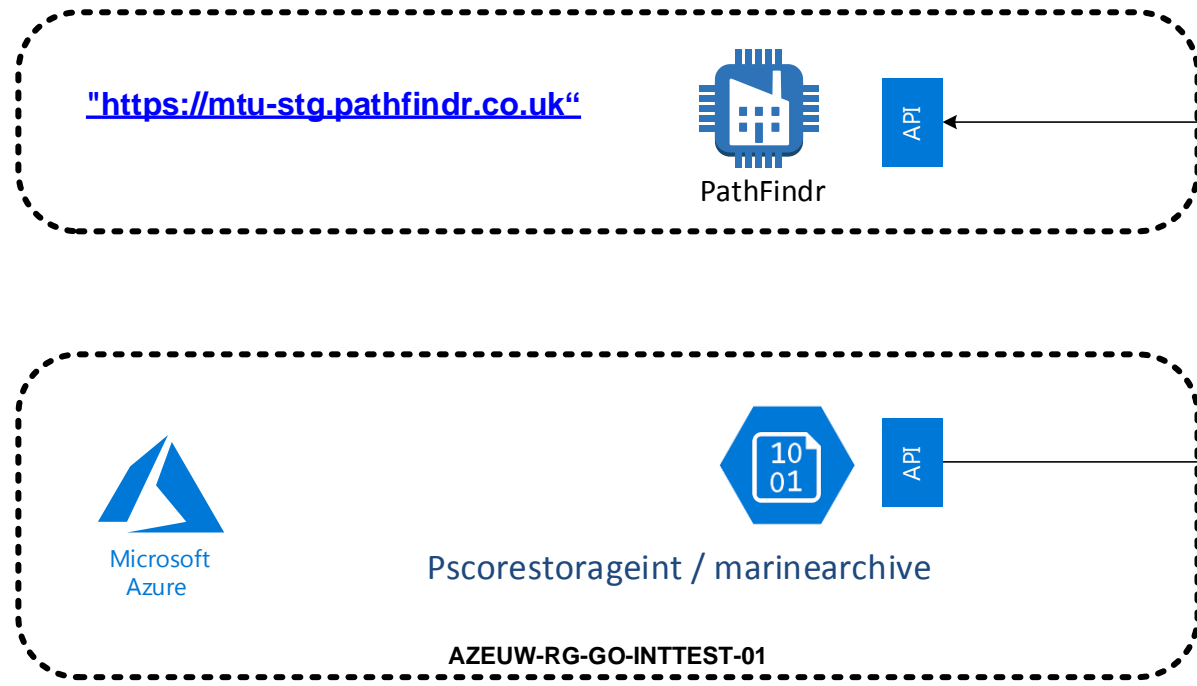 "https://mtu-stg.pathfindr.co.uk“
API
PathFindr
10
01
API
Microsoft
Azure
Pscorestorageint / marinearchive
AZEUW-RG-GO-INTTEST-01